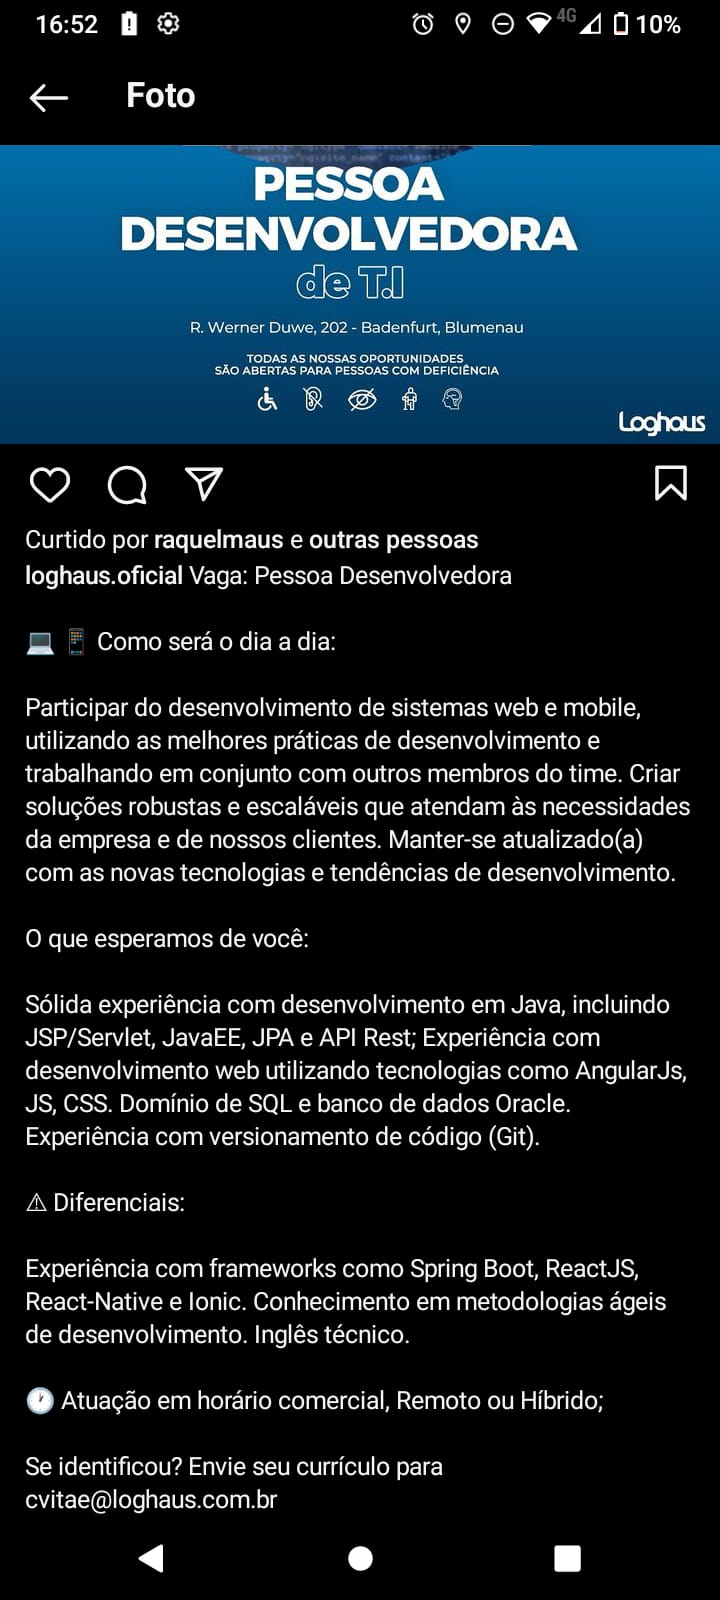 16:52
4G
10%
Foto
PESSOA
DESENVOLVEDORA
de T.I
R. Werner Duwe, 202 - Badenfurt, Blumenau
TODAS AS NOSSAS OPORTUNIDADES
SÃO ABERTAS PARA PESSOAS COM DEFICIÊNCIA
Loghaus
Curtido por raquelmaus e outras pessoas
loghaus.oficial Vaga: Pessoa Desenvolvedora
💻 📱 Como será o dia a dia:
Participar do desenvolvimento de sistemas web e mobile,
utilizando as melhores práticas de desenvolvimento e
trabalhando em conjunto com outros membros do time. Criar
soluções robustas e escaláveis que atendam às necessidades
da empresa e de nossos clientes. Manter-se atualizado(a)
com as novas tecnologias e tendências de desenvolvimento.
O que esperamos de você:
Sólida experiência com desenvolvimento em Java, incluindo
JSP/Servlet, JavaEE, JPA e API Rest; Experiência com
desenvolvimento web utilizando tecnologias como AngularJs,
JS, CSS. Domínio de SQL e banco de dados Oracle.
Experiência com versionamento de código (Git).
⚠ Diferenciais:
Experiência com frameworks como Spring Boot, ReactJS,
React-Native e Ionic. Conhecimento em metodologias ágeis
de desenvolvimento. Inglês técnico.
🕐 Atuação em horário comercial, Remoto ou Híbrido;
Se identificou? Envie seu currículo para
cvitae@loghaus.com.br